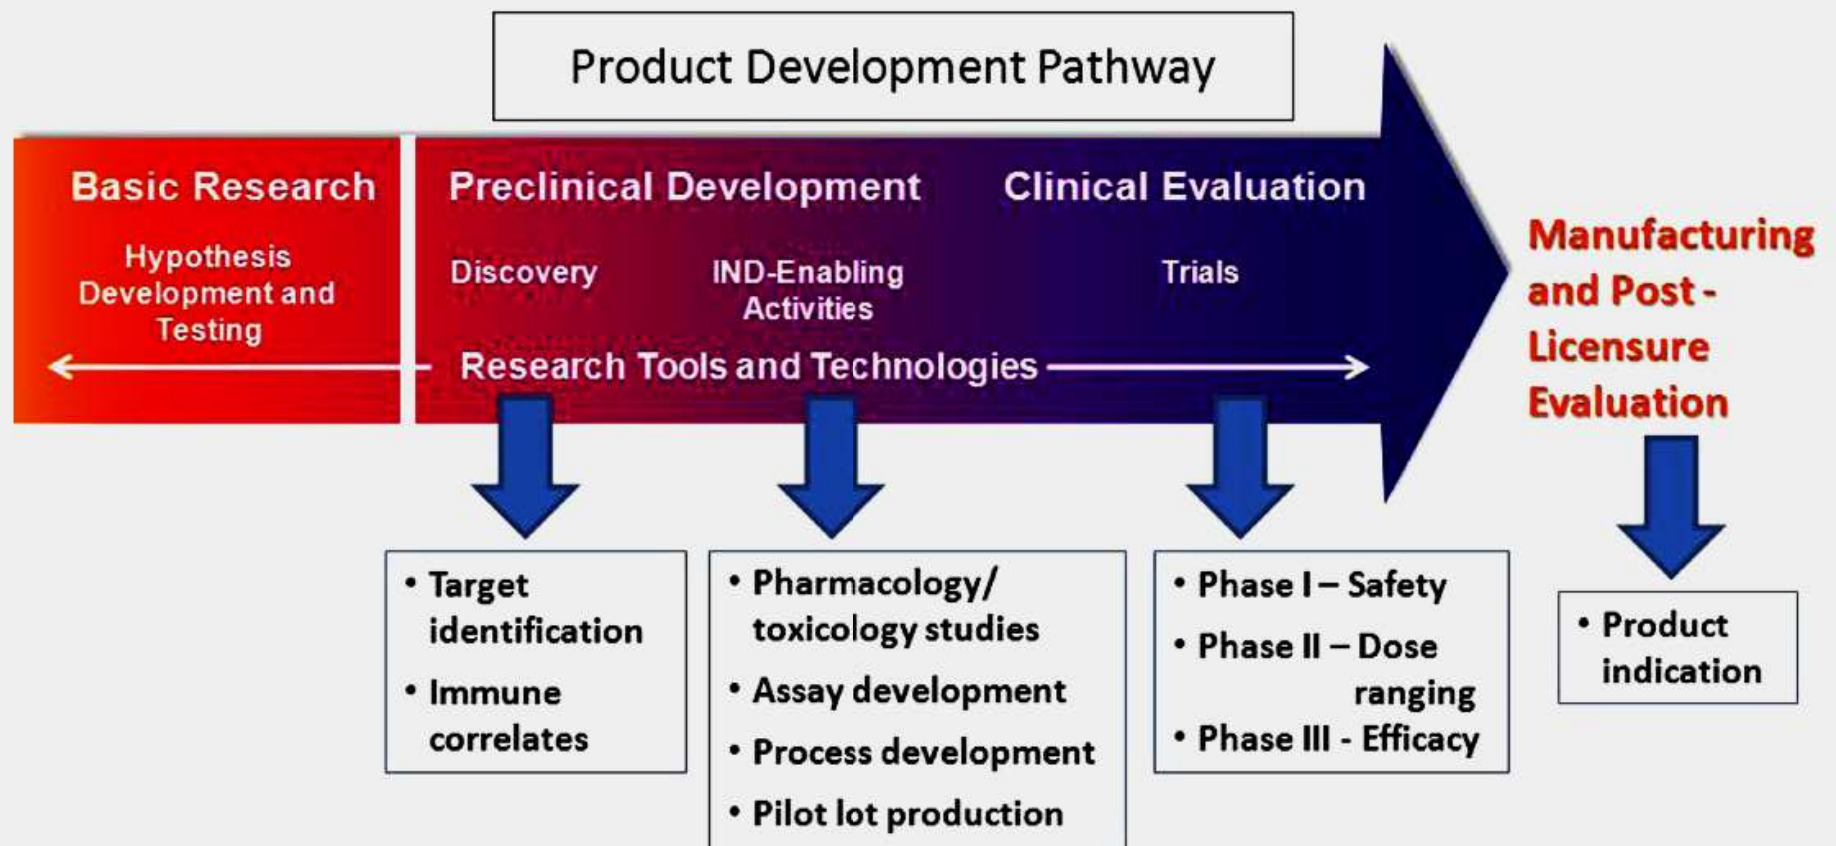 Product Development Pathway
Basic Research
Hypothesis
Development and
Testing
Preclinical Development
Discovery
IND-Enabling
Activities
Clinical Evaluation
Trials
Research Tools and Technologies
Manufacturing
and Post -
Licensure
Evaluation
• Target
identification
• Immune
correlates
• Pharmacology/
toxicology studies
• Assay development
• Process development
• Pilot lot production
• Phase I – Safety
• Phase II – Dose
ranging
• Phase III - Efficacy
• Product
indication